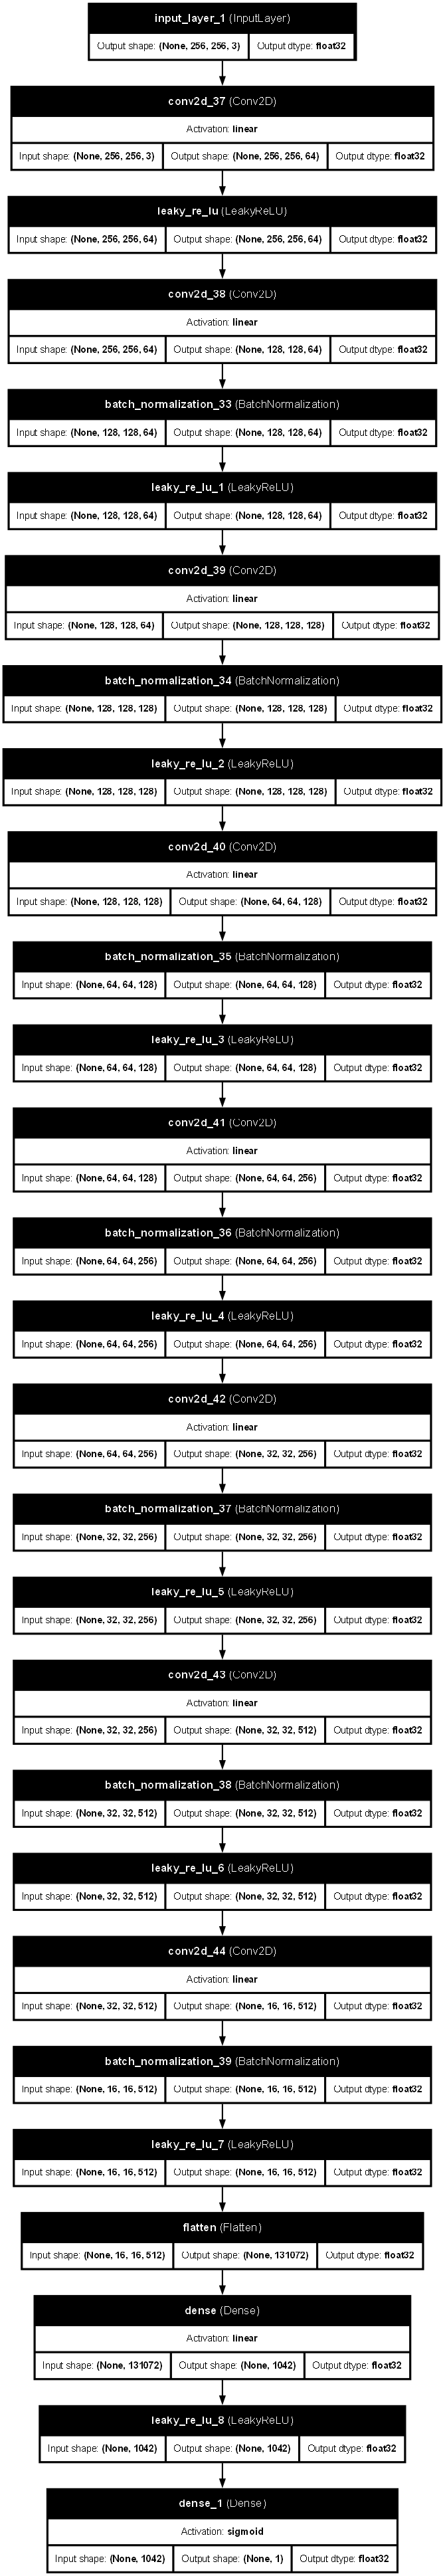 input_layer_1 (InputLayer)
Output shape: (None, 256, 256, 3) Output dtype: float32
conv2d_37 (Conv2D)
Activation: linear
Input shape: (None, 256, 256, 3) Output shape: (None, 256, 256, 64) Output dtype: float32
leaky_re_lu (LeakyReLU)
Input shape: (None, 256, 256, 64) Output shape: (None, 256, 256, 64) Output dtype: float32
conv2d_38 (Conv2D)
Activation: linear
Input shape: (None, 256, 256, 64) Output shape: (None, 128, 128, 64) Output dtype: float32
batch_normalization_33 (BatchNormalization)
Input shape: (None, 128, 128, 64) Output shape: (None, 128, 128, 64) Output dtype: float32
leaky_re_lu_1 (LeakyReLU)
Input shape: (None, 128, 128, 64) Output shape: (None, 128, 128, 64) Output dtype: float32
conv2d_39 (Conv2D)
Activation: linear
Input shape: (None, 128, 128, 64) Output shape: (None, 128, 128, 128) Output dtype: float32
batch_normalization_34 (BatchNormalization)
Input shape: (None, 128, 128, 128) Output shape: (None, 128, 128, 128) Output dtype: float32
leaky_re_lu_2 (LeakyReLU)
Input shape: (None, 128, 128, 128) Output shape: (None, 128, 128, 128) Output dtype: float32
conv2d_40 (Conv2D)
Activation: linear
Input shape: (None, 128, 128, 128) Output shape: (None, 64, 64, 128) Output dtype: float32
batch_normalization_35 (BatchNormalization)
Input shape: (None, 64, 64, 128) Output shape: (None, 64, 64, 128) Output dtype: float32
leaky_re_lu_3 (LeakyReLU)
Input shape: (None, 64, 64, 128) Output shape: (None, 64, 64, 128) Output dtype: float32
conv2d_41 (Conv2D)
Activation: linear
Input shape: (None, 64, 64, 128) Output shape: (None, 64, 64, 256) Output dtype: float32
batch_normalization_36 (BatchNormalization)
Input shape: (None, 64, 64, 256) Output shape: (None, 64, 64, 256) Output dtype: float32
leaky_re_lu_4 (LeakyReLU)
Input shape: (None, 64, 64, 256) Output shape: (None, 64, 64, 256) Output dtype: float32
conv2d_42 (Conv2D)
Activation: linear
Input shape: (None, 64, 64, 256) Output shape: (None, 32, 32, 256) Output dtype: float32
batch_normalization_37 (BatchNormalization)
Input shape: (None, 32, 32, 256) Output shape: (None, 32, 32, 256) Output dtype: float32
leaky_re_lu_5 (LeakyReLU)
Input shape: (None, 32, 32, 256) Output shape: (None, 32, 32, 256) Output dtype: float32
conv2d_43 (Conv2D)
Activation: linear
Input shape: (None, 32, 32, 256) Output shape: (None, 32, 32, 512) Output dtype: float32
batch_normalization_38 (BatchNormalization)
Input shape: (None, 32, 32, 512) Output shape: (None, 32, 32, 512) Output dtype: float32
leaky_re_lu_6 (LeakyReLU)
Input shape: (None, 32, 32, 512) Output shape: (None, 32, 32, 512) Output dtype: float32
conv2d_44 (Conv2D)
Activation: linear
Input shape: (None, 32, 32, 512) Output shape: (None, 16, 16, 512) Output dtype: float32
batch_normalization_39 (BatchNormalization)
Input shape: (None, 16, 16, 512) Output shape: (None, 16, 16, 512) Output dtype: float32
leaky_re_lu_7 (LeakyReLU)
Input shape: (None, 16, 16, 512) Output shape: (None, 16, 16, 512) Output dtype: float32
flatten (Flatten)
Input shape: (None, 16, 16, 512) Output shape: (None, 131072) Output dtype: float32
dense (Dense)
Activation: linear
Input shape: (None, 131072) Output shape: (None, 1042) Output dtype: float32
leaky_re_lu_8 (LeakyReLU)
Input shape: (None, 1042) Output shape: (None, 1042) Output dtype: float32
dense_1 (Dense)
Activation: sigmoid
Input shape: (None, 1042) Output shape: (None, 1) Output dtype: float32